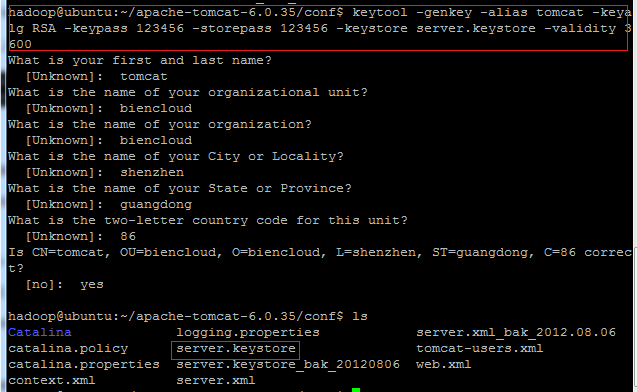 hadoop@ubuntu:~/apache-tomcat-6.0.35/conf$ keytool -genkey -alias tomcat -keya
lg RSA -keypass 123456 -storepass 123456 -keystore server.keystore -validity 3
600
What is your first and last name?
  [Unknown]:  tomcat
What is the name of your organizational unit?
  [Unknown]:  biencloud
What is the name of your organization?
  [Unknown]:  biencloud
What is the name of your City or Locality?
  [Unknown]:  shenzhen
What is the name of your State or Province?
  [Unknown]:  guangdong
What is the two-letter country code for this unit?
  [Unknown]:  86
Is CN=tomcat, OU=biencloud, O=biencloud, L=shenzhen, ST=guangdong, C=86 correc
t?
  [no]:  yes
hadoop@ubuntu:~/apache-tomcat-6.0.35/conf$ ls
Catalina             logging.properties            server.xml_bak_2012.08.06
catalina.policy      server.keystore               tomcat-users.xml
catalina.properties  server.keystore_bak_20120806  web.xml
context.xml          server.xml